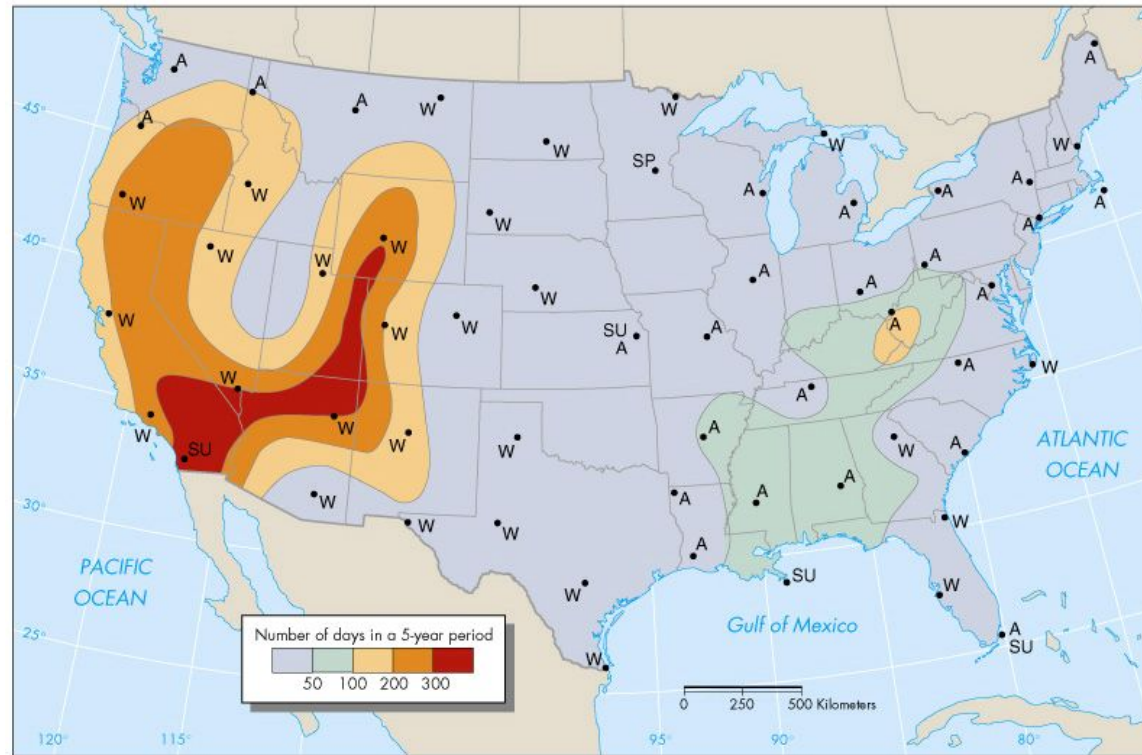 A
A
A
A
W
W
45°
A
W
W
W
SP
A
W
W
A
A
A
A
A
W
40°
W
W
W
W
A
A
A
A
W
W
W
W
A
SU
A
A
35°
W
A
W
A
W
SU
W
W
W
A
W
A
ATLANTIC
OCEAN
30°
W
W
W
A
A
A
W
PACIFIC
OCEAN
A
SU
W
W
Gulf of Mexico
25°
Number of days in a 5-year period
50 100 200 300
W
A
SU
0 250 500 Kilometers
120° 115° 95° 90° 85° 80°